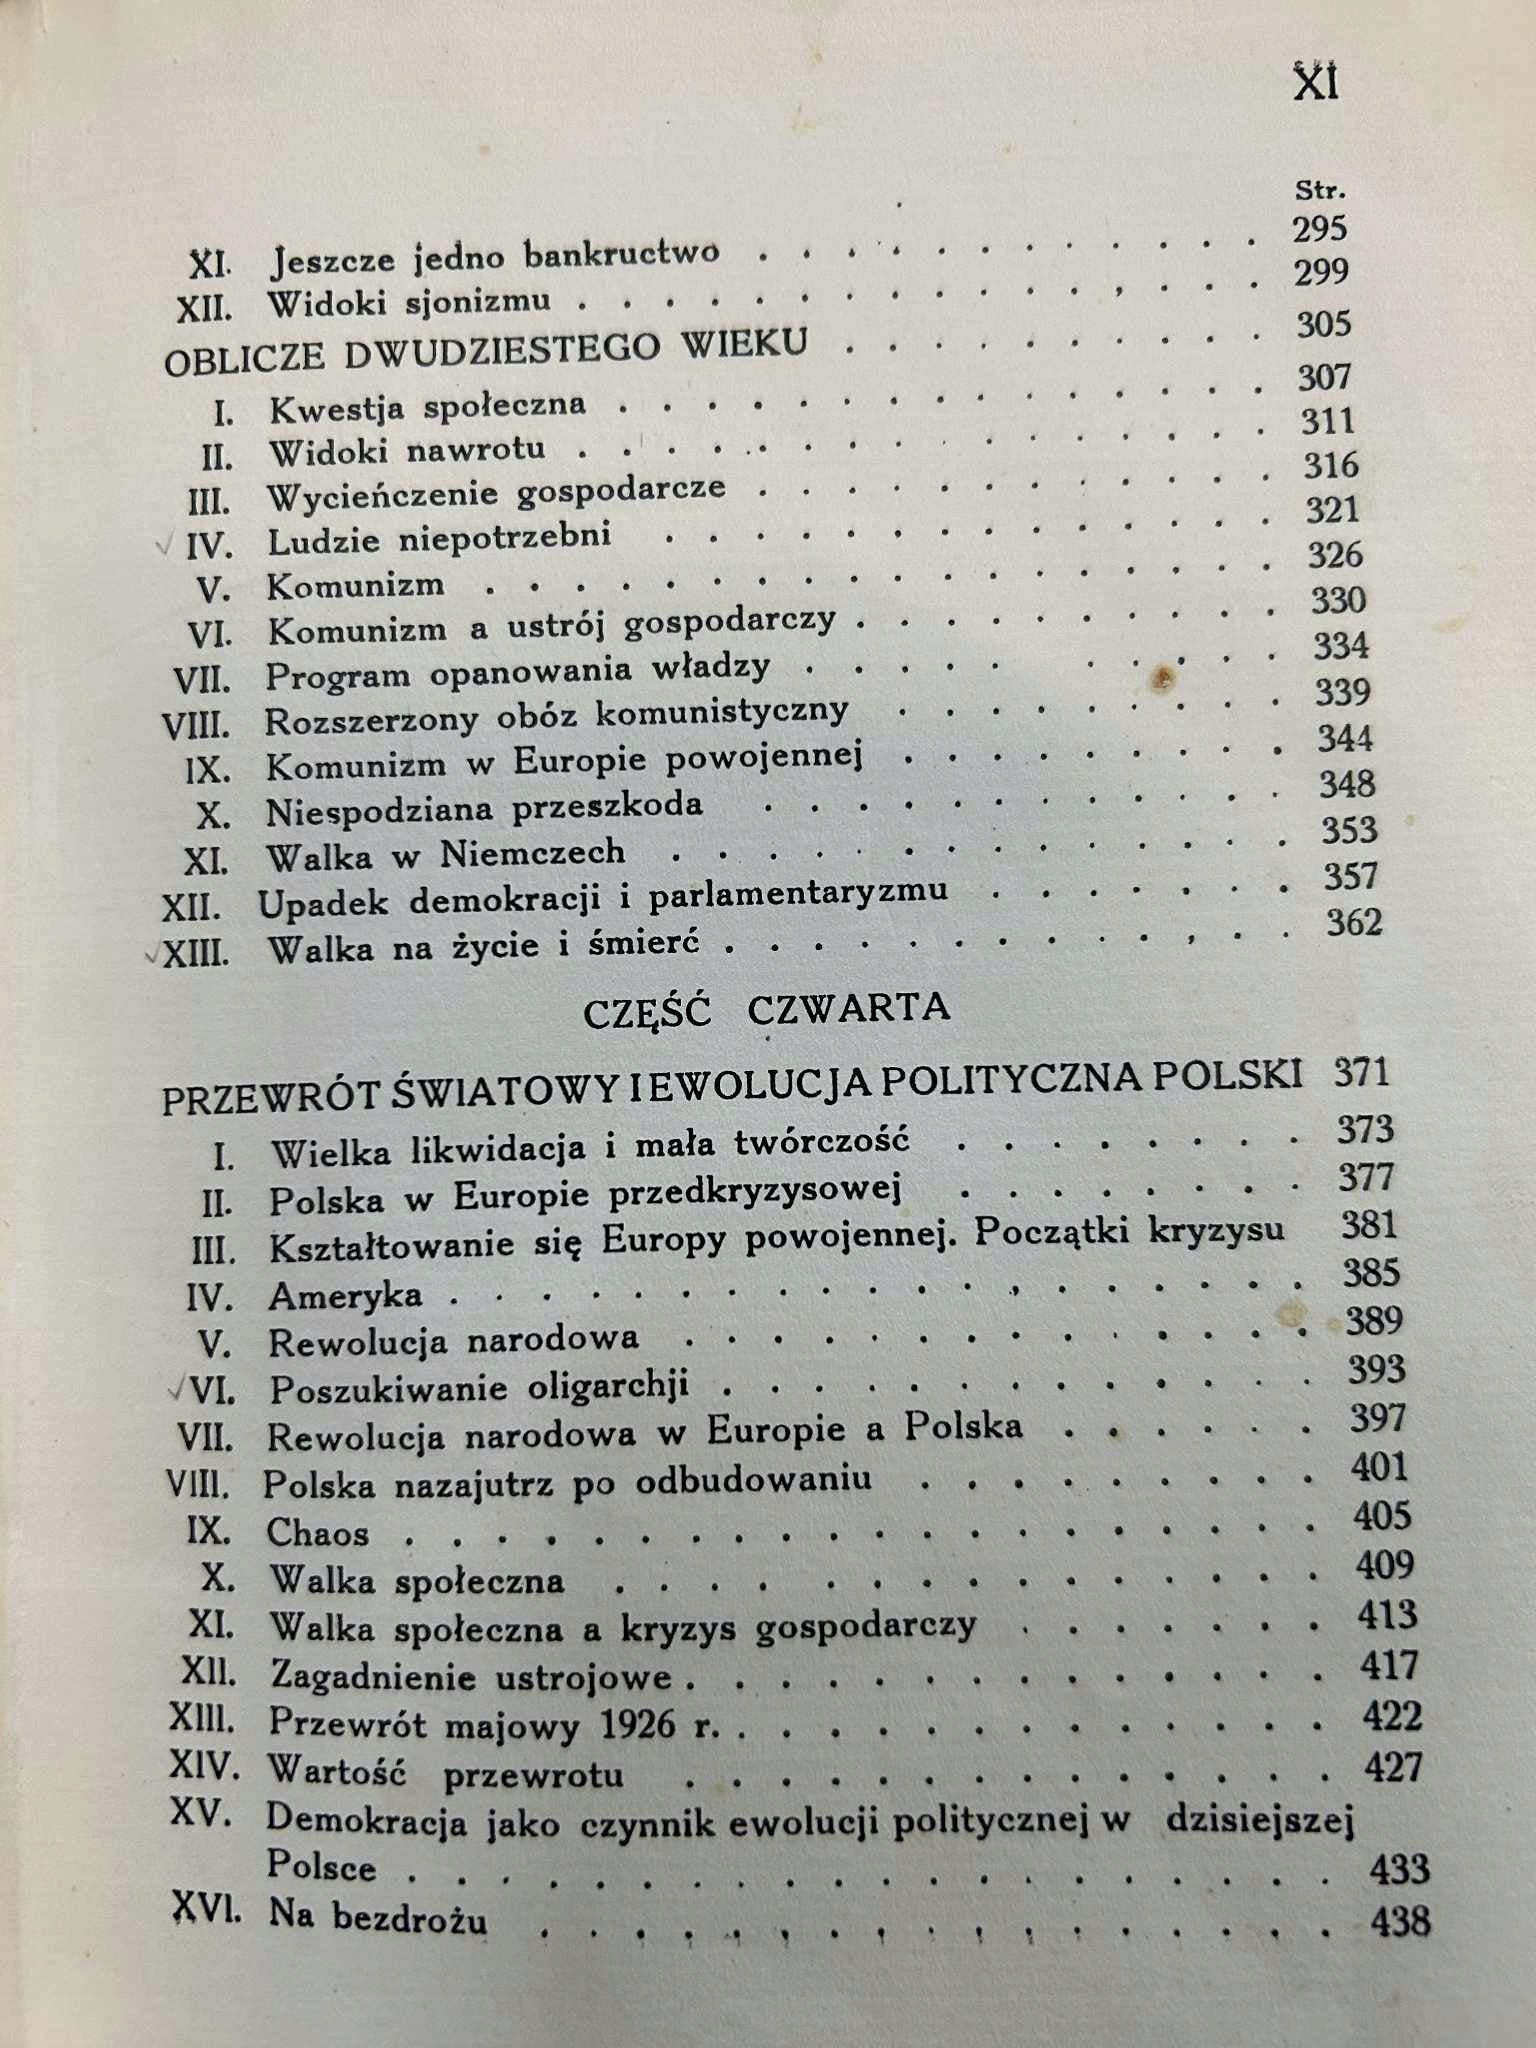 XI
Str.
XI. Jeszcze jedno bankructwo . . . . . . . . . . . 295
XII. Widoki sjonizmu . . . . . . . . . . . . . . . 299
OBLICZE DWUDZIESTEGO WIEKU . . . . . . . . . . 305
I. Kwestja społeczna . . . . . . . . . . . . . . . 307
II. Widoki nawrotu . . . . . . . . . . . . . . . . 311
III. Wycieńczenie gospodarcze . . . . . . . . . . . . 316
IV. Ludzie niepotrzebni . . . . . . . . . . . . . . 321
V. Komunizm . . . . . . . . . . . . . . . . . . 326
VI. Komunizm a ustrój gospodarczy . . . . . . . . . . 330
VII. Program opanowania władzy . . . . . . . . . . 334
VIII. Rozszerzony obóz komunistyczny . . . . . . . . . 339
IX. Komunizm w Europie powojennej . . . . . . . . . 344
X. Niespodziana przeszkoda . . . . . . . . . . . . 348
XI. Walka w Niemczech . . . . . . . . . . . . . . 353
XII. Upadek demokracji i parlamentaryzmu . . . . . . . 357
XIII. Walka na życie i śmierć . . . . . . . . . . . . . 362
CZĘŚĆ CZWARTA
PRZEWRÓT ŚWIATOWY I EWOLUCJA POLITYCZNA POLSKI 371
I. Wielka likwidacja i mała twórczość . . . . . . . . 373
II. Polska w Europie przedkryzysowej . . . . . . . . 377
III. Kształtowanie się Europy powojennej. Początki kryzysu 381
IV. Ameryka . . . . . . . . . . . . . . . . . . . 385
V. Rewolucja narodowa . . . . . . . . . . . . . . 389
VI. Poszukiwanie oligarchji . . . . . . . . . . . . . 393
VII. Rewolucja narodowa w Europie a Polska . . . . . . 397
VIII. Polska nazajutrz po odbudowaniu . . . . . . . . . 401
IX. Chaos . . . . . . . . . . . . . . . . . . . . 405
X. Walka społeczna . . . . . . . . . . . . . . . 409
XI. Walka społeczna a kryzys gospodarczy . . . . . . . 413
XII. Zagadnienie ustrojowe . . . . . . . . . . . . . . 417
XIII. Przewrót majowy 1926 r. . . . . . . . . . . . . . 422
XIV. Wartość przewrotu . . . . . . . . . . . . . . 427
XV. Demokracja jako czynnik ewolucji politycznej w dzisiejszej
Polsce . . . . . . . . . . . . . . . . . . . . 433
XVI. Na bezdrożu . . . . . . . . . . . . . . . . . 438